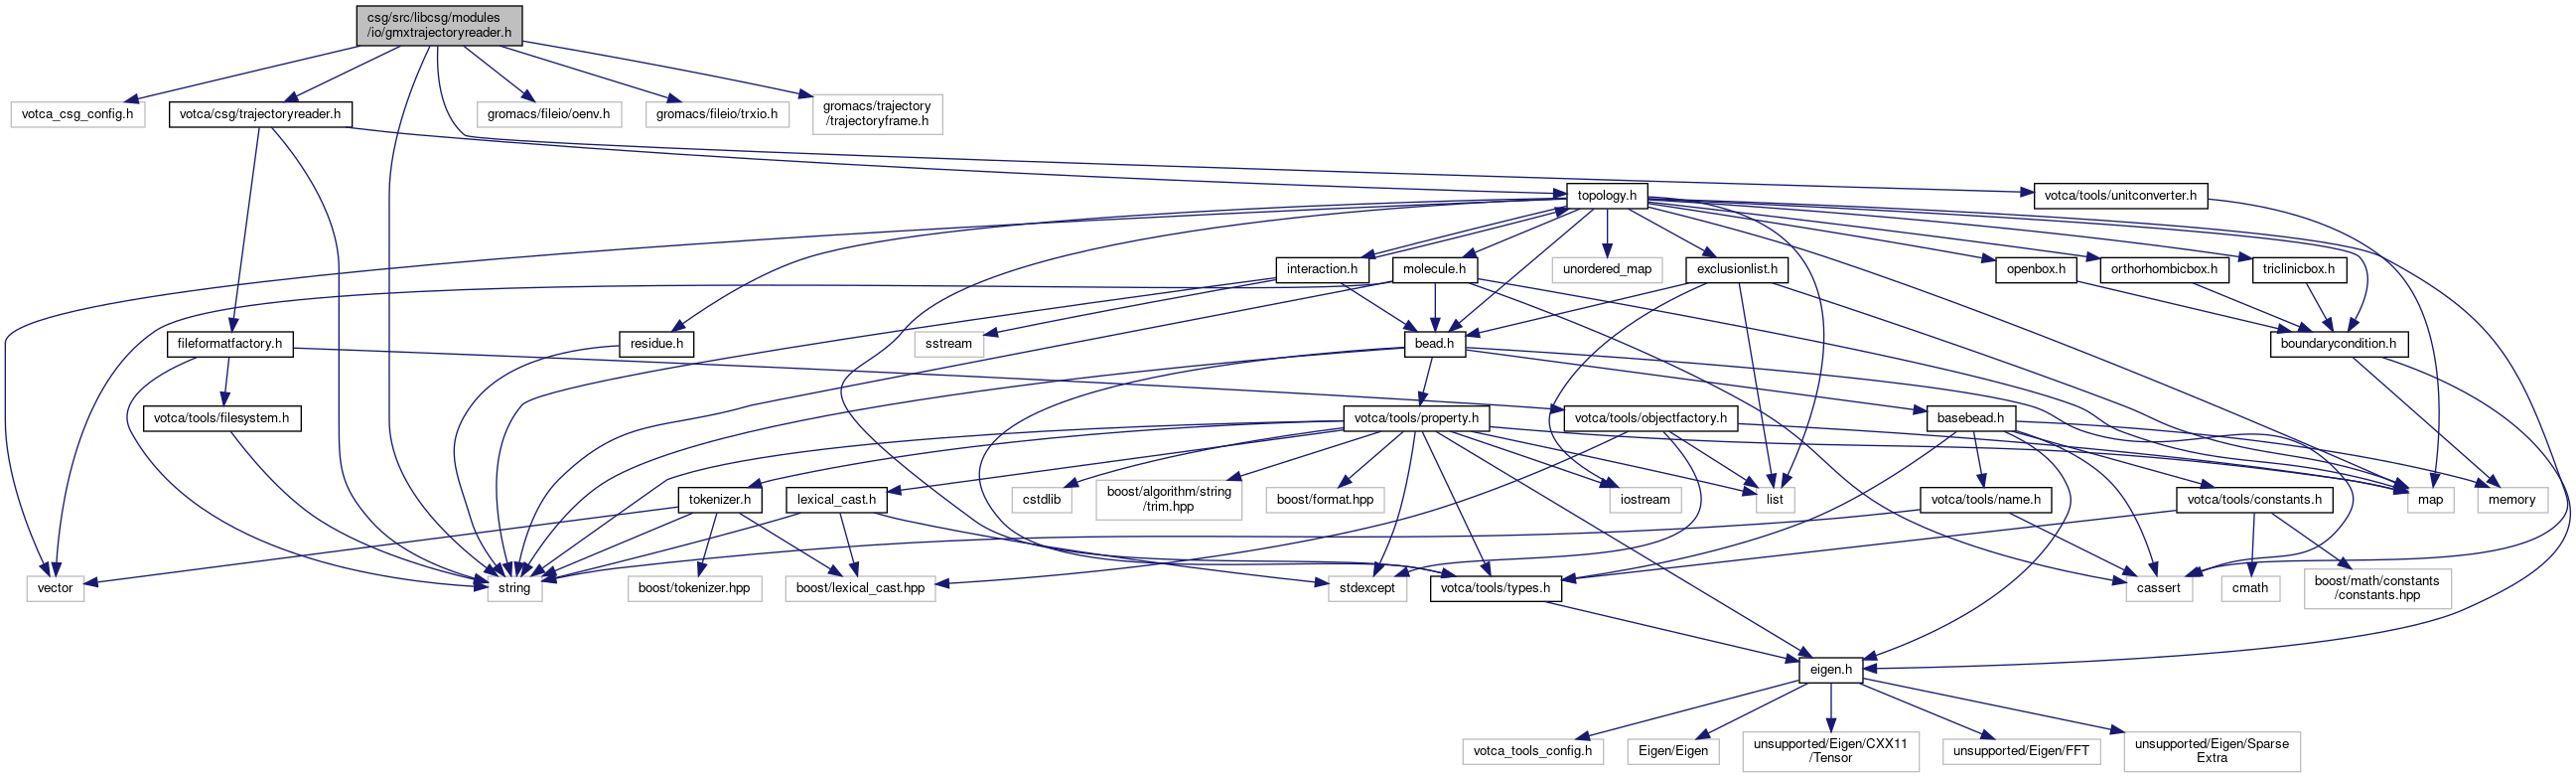 csg/src/libcsg/modules
/io/gmxtrajectoryreader.h
votca_csg_config.h
votca/csg/trajectoryreader.h
gromacs/fileio/oenv.h
gromacs/fileio/trxio.h
gromacs/trajectory
/trajectoryframe.h
topology.h
votca/tools/unitconverter.h
interaction.h
molecule.h
unordered_map
exclusionlist.h
openbox.h
orthorhombicbox.h
triclinicbox.h
fileformatfactory.h
residue.h
sstream
bead.h
boundarycondition.h
votca/tools/filesystem.h
votca/tools/property.h
votca/tools/objectfactory.h
basebead.h
tokenizer.h
lexical_cast.h
cstdlib
boost/algorithm/string
/trim.hpp
boost/format.hpp
iostream
list
votca/tools/name.h
votca/tools/constants.h
map
memory
vector
string
boost/tokenizer.hpp
boost/lexical_cast.hpp
stdexcept
votca/tools/types.h
cassert
cmath
boost/math/constants
/constants.hpp
eigen.h
votca_tools_config.h
Eigen/Eigen
unsupported/Eigen/CXX11
/Tensor
unsupported/Eigen/FFT
unsupported/Eigen/Sparse
Extra